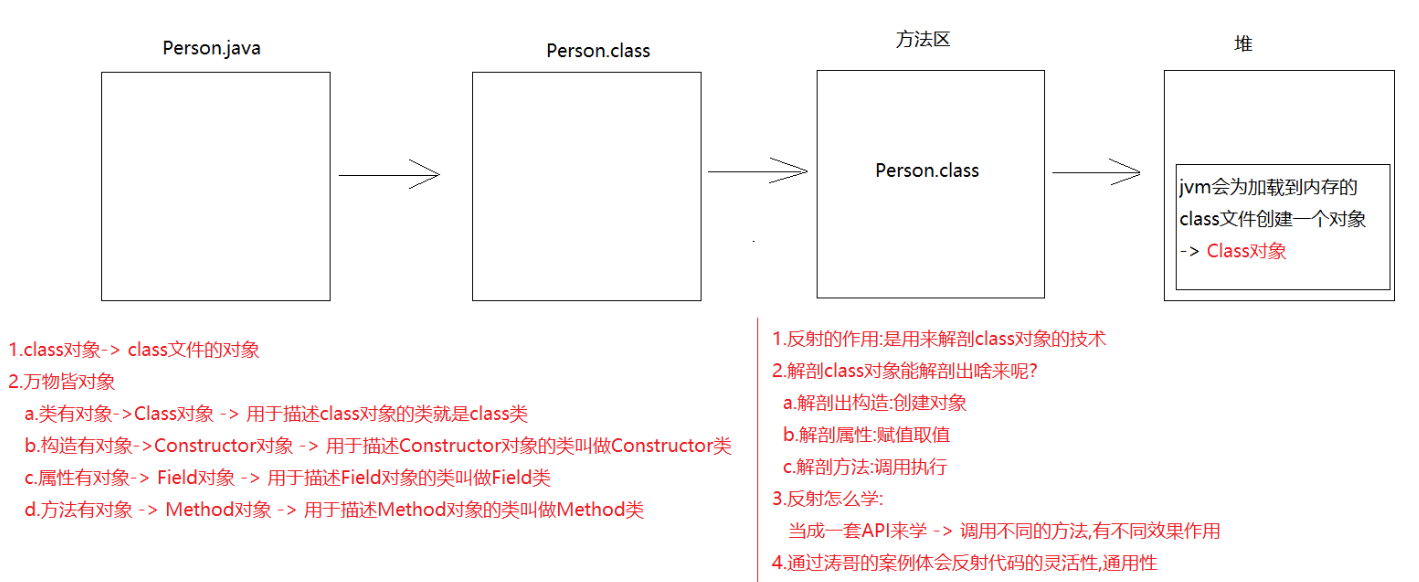 Person.java
Person.class
方法区
堆
Person.class
jvm会为加载到内存的
class文件创建一个对象
-> Class对象
1.class对象-> class文件的对象
2.万物皆对象
a.类有对象->Class对象 -> 用于描述class对象的类就是class类
b.构造有对象->Constructor对象 -> 用于描述Constructor对象的类叫做Constructor类
c.属性有对象-> Field对象 -> 用于描述Field对象的类叫做Field类
d.方法有对象 -> Method对象 -> 用于描述Method对象的类叫做Method类
1.反射的作用:是用来解剖class对象的技术
2.解剖class对象能解剖出啥来呢?
a.解剖出构造:创建对象
b.解剖属性:赋值取值
c.解剖方法:调用执行
3.反射怎么学:
当成一套API来学 -> 调用不同的方法,有不同效果作用
4.通过涛哥的案例体会反射代码的灵活性,通用性